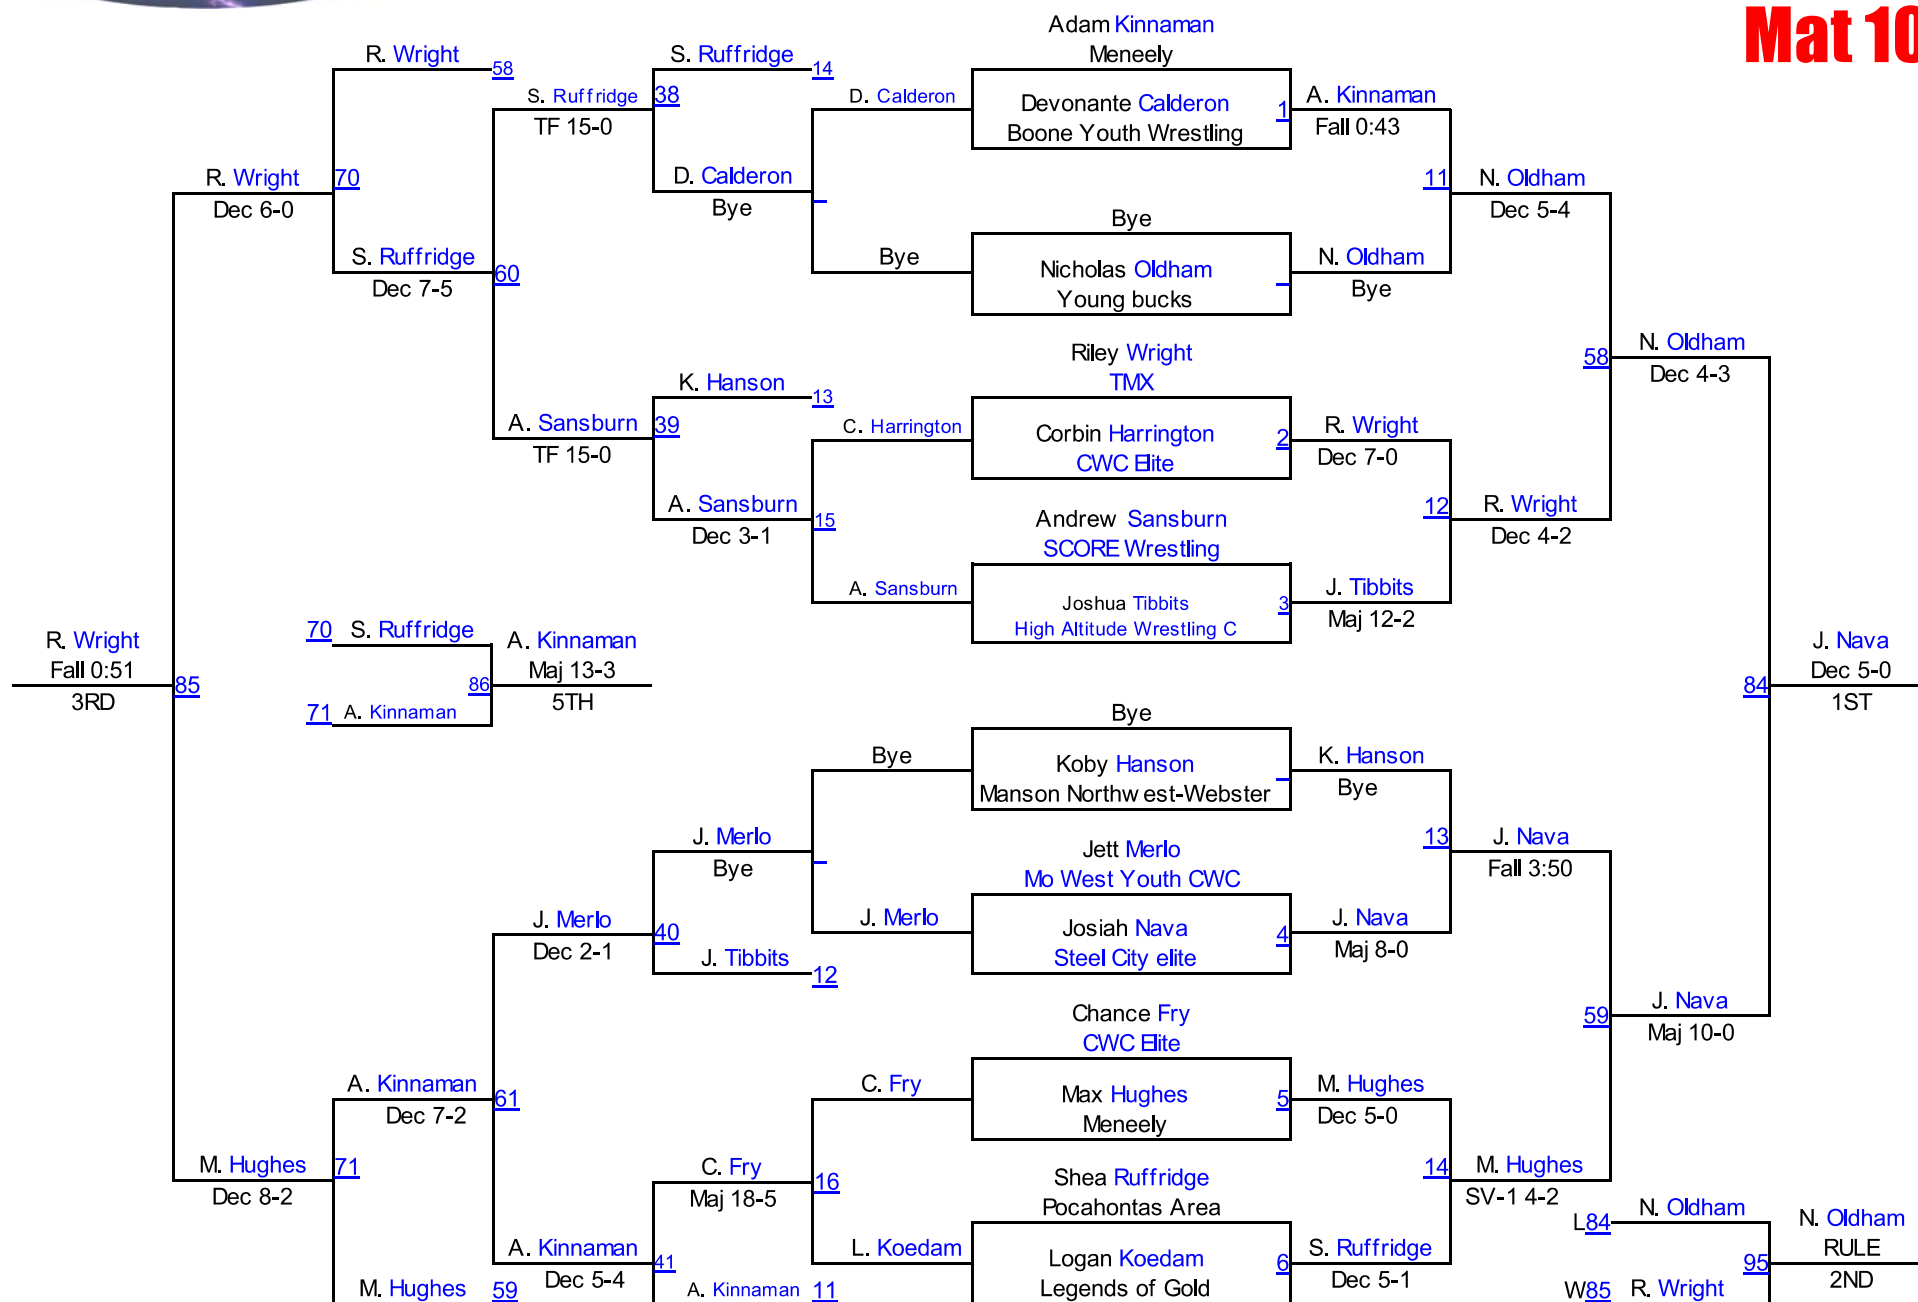 Mat 10
Adam Kinnaman
Meneely
R. Wright
58
S. Ruffridge
14
S. Ruffridge
38
TF 15-0
D. Calderon
Devonante Calderon
Boone Youth Wrestling
1
A. Kinnaman
Fall 0:43
R. Wright
70
Dec 6-0
D. Calderon
Bye
11
N. Oldham
Dec 5-4
Bye
S. Ruffridge
Dec 7-5
60
Bye
Nicholas Oldham
Young bucks
N. Oldham
Bye
Riley Wright
TMX
58
N. Oldham
Dec 4-3
K. Hanson
13
A. Sansburn
39
TF 15-0
C. Harrington
Corbin Harrington
CWC Elite
2
R. Wright
Dec 7-0
A. Sansburn
15
Dec 3-1
Andrew Sansburn
SCORE Wrestling
12
R. Wright
Dec 4-2
A. Sansburn
Joshua Tibbits
High Altitude Wrestling C
3
J. Tibbits
Maj 12-2
R. Wright
Fall 0:51
85
3RD
70 S. Ruffridge
A. Kinnaman
Maj 13-3
86
5TH
71 A. Kinnaman
J. Nava
Dec 5-0
84
1ST
Bye
Bye
Koby Hanson
Manson Northwest-Webster
K. Hanson
Bye
J. Merlo
Bye
Jett Merlo
Mo West Youth CWC
13
J. Nava
Fall 3:50
J. Merlo
40
Dec 2-1
J. Merlo
Josiah Nava
Steel City elite
4
J. Nava
Maj 8-0
J. Tibbits
12
Chance Fry
CWC Elite
59
J. Nava
Maj 10-0
A. Kinnaman
61
Dec 7-2
C. Fry
Max Hughes
Meneely
5
M. Hughes
Dec 5-0
M. Hughes
71
Dec 8-2
C. Fry
16
Maj 18-5
Shea Ruffridge
Pocahontas Area
14
M. Hughes
SV-1 4-2
L84
N. Oldham
A. Kinnaman
41
Dec 5-4
L. Koedam
Logan Koedam
Legends of Gold
6
S. Ruffridge
Dec 5-1
N. Oldham
RULE
95
2ND
M. Hughes 59
A. Kinnaman 11
W85 R. Wright